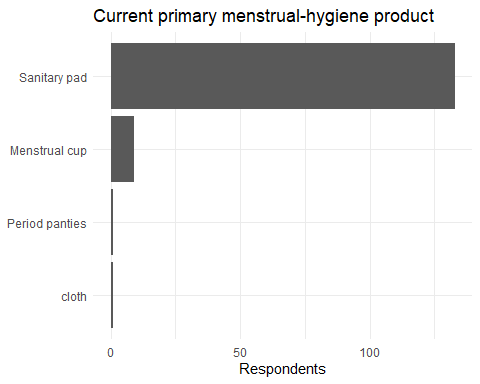 Current primary menstrual-hygiene product
Sanitary pad
Menstrual cup
Period panties
cloth
0 50 100
Respondents